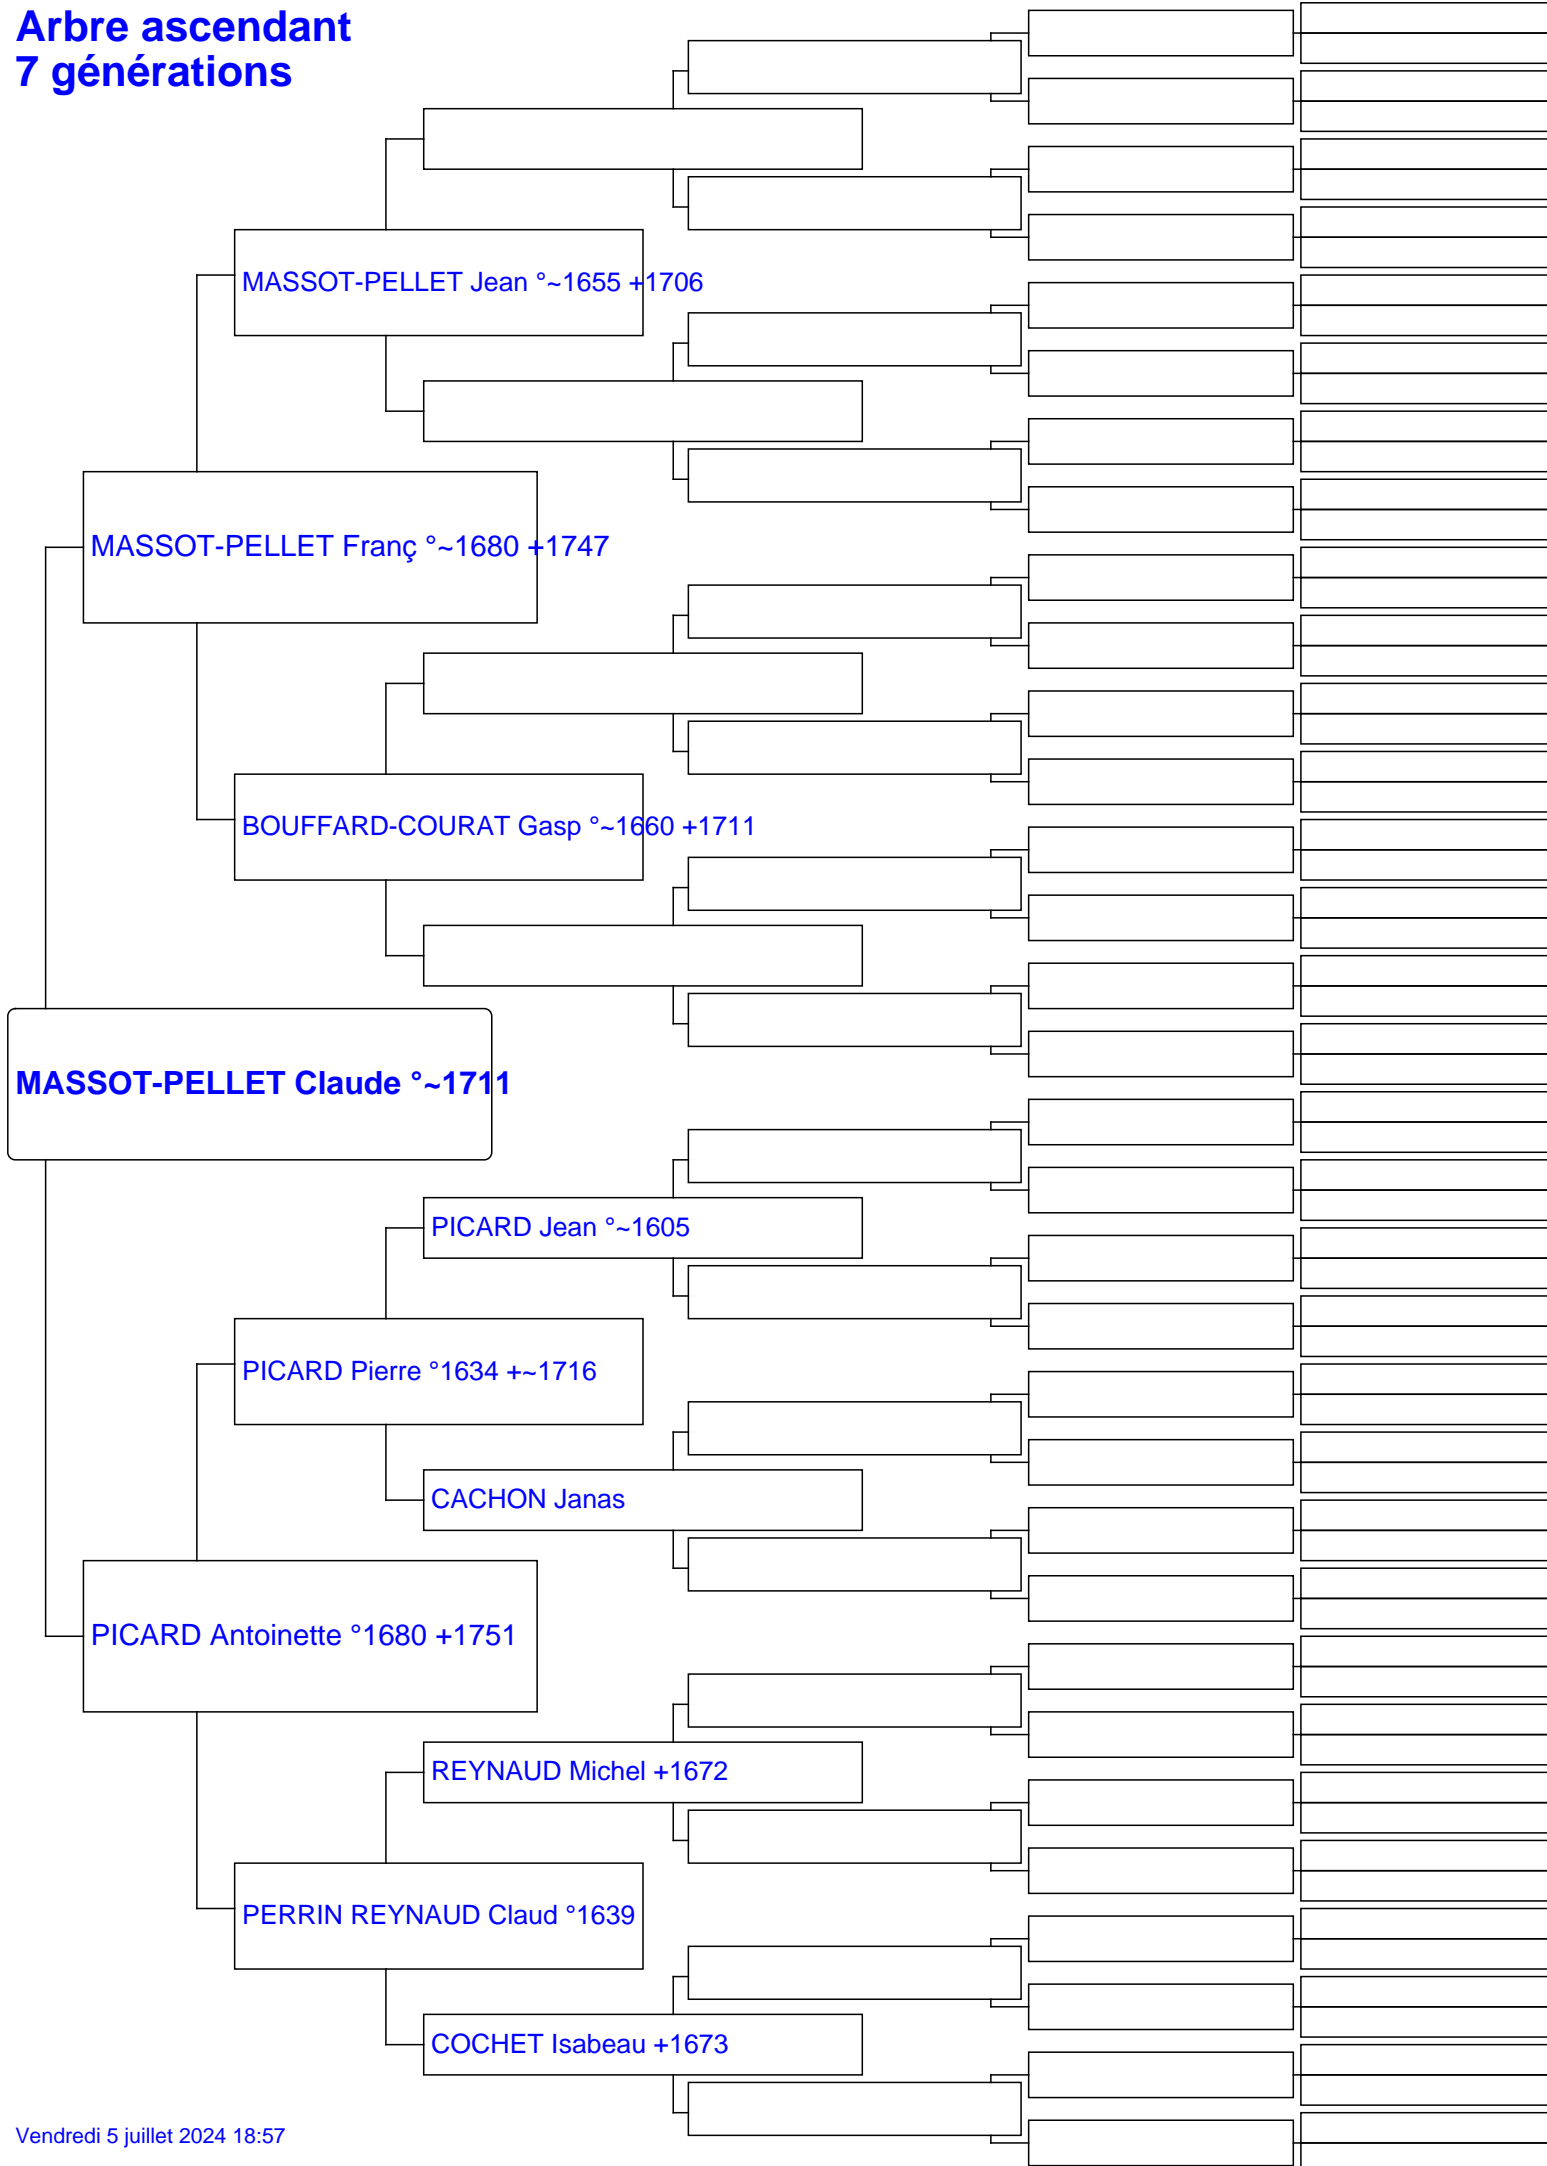 Arbre ascendant
7 générations
MASSOT-PELLET Jean °~1655 +1706
MASSOT-PELLET Franç °~1680 +1747
BOUFFARD-COURAT Gasp °~1660 +1711
MASSOT-PELLET Claude °~1711
PICARD Jean °~1605
PICARD Pierre °1634 +~1716
CACHON Janas
PICARD Antoinette °1680 +1751
REYNAUD Michel +1672
PERRIN REYNAUD Claud °1639
COCHET Isabeau +1673
Vendredi 5 juillet 2024 18:57